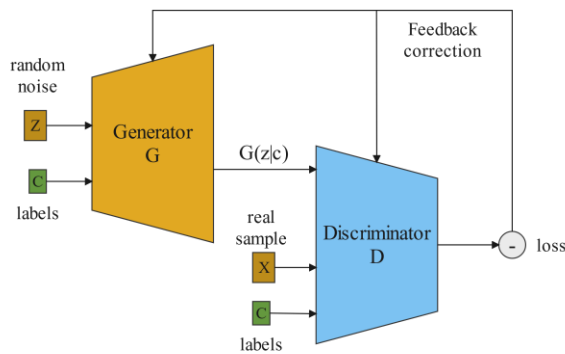 Feedback
correction
random
noise
Z
Generator
G
C
labels
G(z|c)
real
sample
X
Discriminator
D
-
loss
C
labels